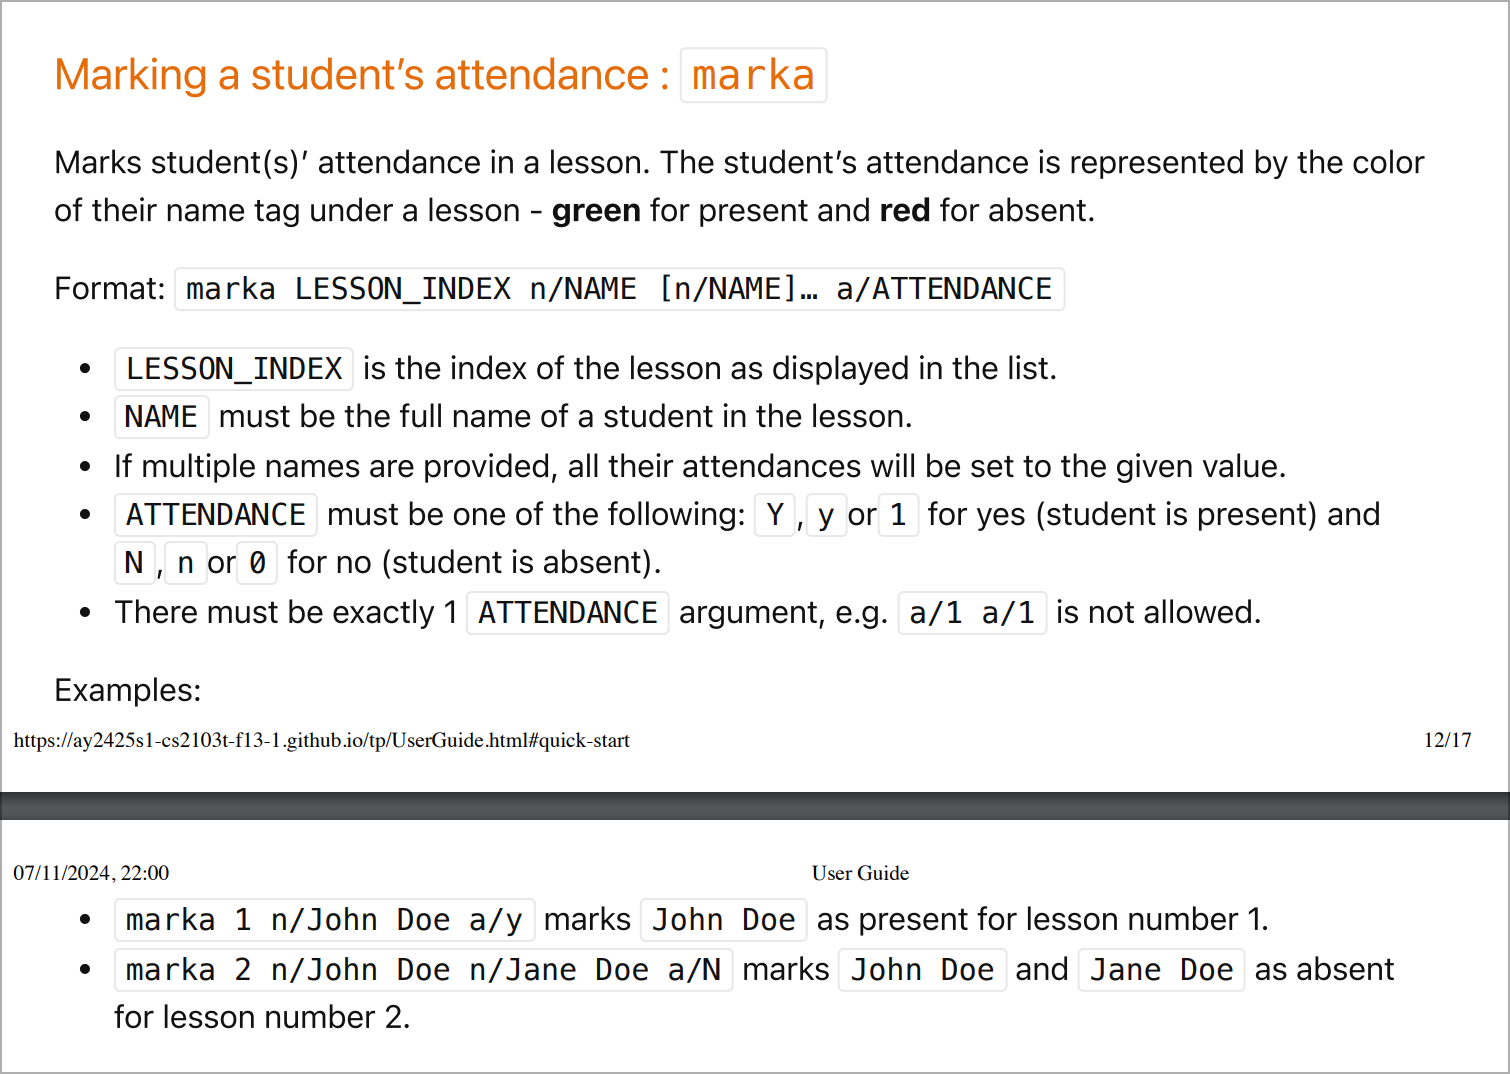 Marking a student’s attendance : marka
Marks student(s)’ attendance in a lesson. The student’s attendance is represented by the color
of their name tag under a lesson - green for present and red for absent.
Format: marka LESSON_INDEX n/NAME [n/NAME]… a/ATTENDANCE
• LESSON_INDEX is the index of the lesson as displayed in the list.
• NAME must be the full name of a student in the lesson.
• If multiple names are provided, all their attendances will be set to the given value.
• ATTENDANCE must be one of the following: Y , y or 1 for yes (student is present) and
N , n or 0 for no (student is absent).
• There must be exactly 1 ATTENDANCE argument, e.g. a/1 a/1 is not allowed.
Examples:
https://ay2425s1-cs2103t-f13-1.github.io/tp/UserGuide.html#quick-start 12/17
07/11/2024, 22:00 User Guide
• marka 1 n/John Doe a/y marks John Doe as present for lesson number 1.
• marka 2 n/John Doe n/Jane Doe a/N marks John Doe and Jane Doe as absent
for lesson number 2.